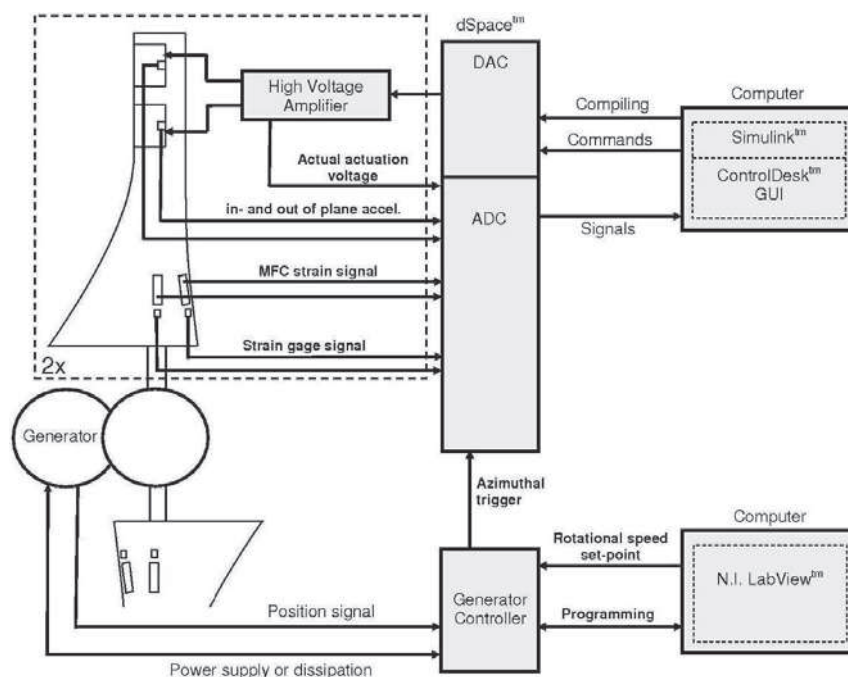 dSpace™
DAC
High Voltage
Amplifier
Compiling
Commands
Computer
Simulink™
ControlDesk™
GUI
Actual actuation
voltage
in- and out of plane accel.
ADC
Signals
MFC strain signal
Strain gage signal
2x
Generator
Azimuthal
trigger
Computer
Rotational speed
set-point
N.I. LabView™
Generator
Controller
Programming
Position signal
Power supply or dissipation